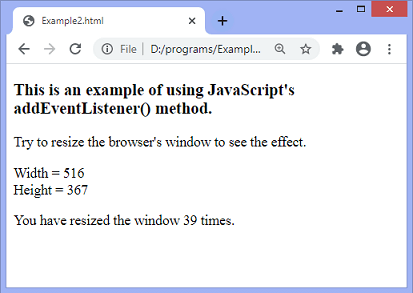 Example2.html
File | D:/programs/Exampl...
This is an example of using JavaScript's
addEventListener() method.
Try to resize the browser's window to see the effect.
Width = 516
Height = 367
You have resized the window 39 times.